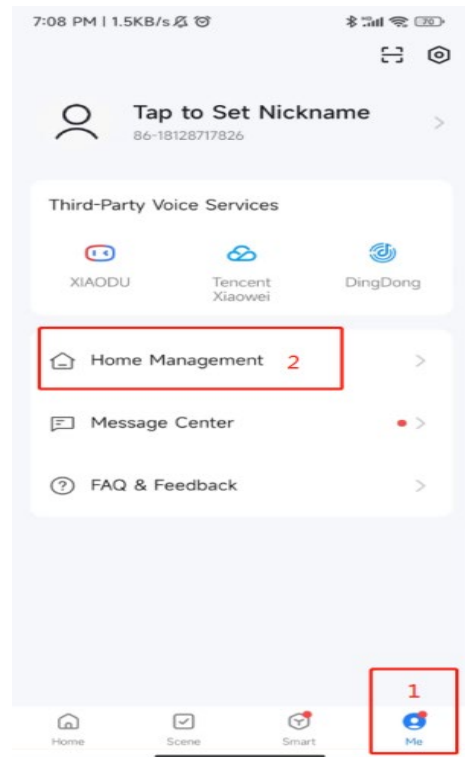 7:08 PM | 1.5KB/s 70
Tap to Set Nickname
86-18128717826
Third-Party Voice Services
XIAODU
Tencent
Xiaowei
DingDong
Home Management 2
Message Center
FAQ & Feedback
1
Home
Scene
Smart
Me